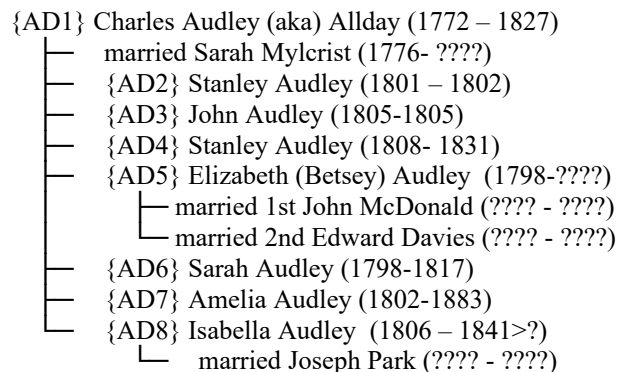 {AD1} Charles Audley (aka) Allday (1772 – 1827)
married Sarah Mylcrist (1776- ????)
{AD2} Stanley Audley (1801 – 1802)
{AD3} John Audley (1805-1805)
{AD4} Stanley Audley (1808- 1831)
{AD5} Elizabeth (Betsey) Audley (1798-????)
married 1st John McDonald (???? - ????)
married 2nd Edward Davies (???? - ????)
{AD6} Sarah Audley (1798-1817)
{AD7} Amelia Audley (1802-1883)
{AD8} Isabella Audley (1806 – 1841>?)
married Joseph Park (???? - ????)